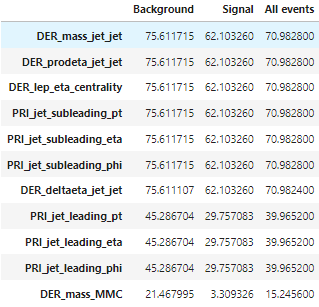 Background Signal All events
DER_mass_jet_jet 75.611715 62.103260 70.982800
DER_prodeta_jet_jet 75.611715 62.103260 70.982800
DER_lep_eta_centrality 75.611715 62.103260 70.982800
PRI_jet_subleading_pt 75.611715 62.103260 70.982800
PRI_jet_subleading_eta 75.611715 62.103260 70.982800
PRI_jet_subleading_phi 75.611715 62.103260 70.982800
DER_deltaeta_jet_jet 75.611107 62.103260 70.982400
PRI_jet_leading_pt 45.286704 29.757083 39.965200
PRI_jet_leading_eta 45.286704 29.757083 39.965200
PRI_jet_leading_phi 45.286704 29.757083 39.965200
DER_mass_MMC 21.467995 3.309326 15.245600